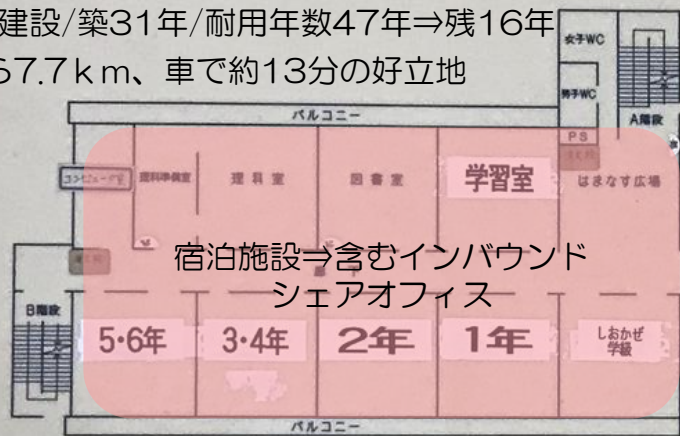 建設/築31年/耐用年数47年⇒残16年
ら7.7km、車で約13分の好立地
女子WC
男子WC
A階段
PS
バルコニー
理科準備室
理科室
図書室
学習室
はまなす広場
宿泊施設⇒含むインバウンド
シェアオフィス
B階段
5・6年
3・4年
2年
1年
しおかぜ
学級
バルコニー